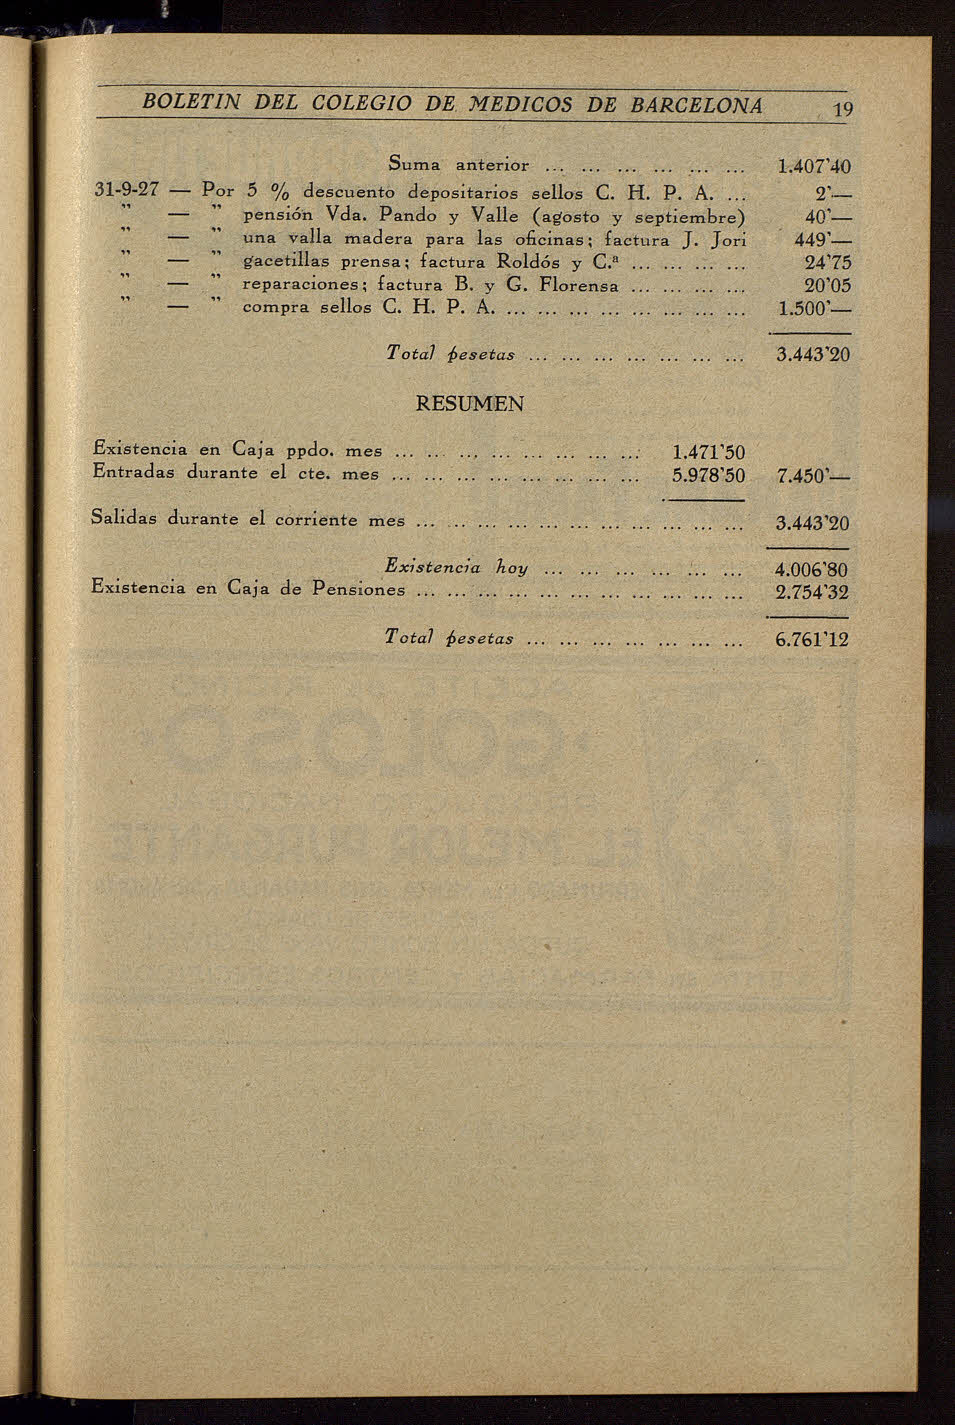 BOLETIN DEL COLEGIO DE MEDICOS DE BARCELONA 19
Suma anterior ... ... ... ... ... ... 1.407'40
31-9-27 — Por 5 % descuento depositarios sellos C. H. P. A. ... 2'—
" — " pensión Vda. Pando y Valle (agosto y septiembre) 40'—
" — " una valla madera para las oficinas; factura J. Jori 449'—
" — " gacetillas prensa; factura Roldós y C.ª ... ... ... ... 24'75
" — " reparaciones; factura B. y G. Florensa ... ... ... ... 20'05
" — " compra sellos C. H. P. A. ... ... ... ... ... ... ... ... 1.500'—
Total pesetas ... ... ... ... ... ... ... 3.443'20
RESUMEN
Existencia en Caja ppdo. mes ... ... ... ... ... ... ... ... 1.471'50
Entradas durante el cte. mes ... ... ... ... ... ... ... ... 5.978'50 7.450'—
Salidas durante el corriente mes ... ... ... ... ... ... ... ... ... ... ... 3.443'20
Existencia hoy ... ... ... ... ... ... 4.006'80
Existencia en Caja de Pensiones ... ... ... ... ... ... ... ... ... ... ... 2.754'32
Total pesetas ... ... ... ... ... ... ... 6.761'12